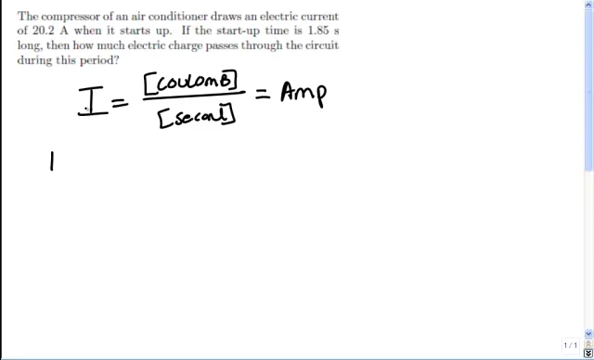 The compressor of an air conditioner draws an electric current
of 20.2 A when it starts up. If the start-up time is 1.85 s
long, then how much electric charge passes through the circuit
during this period?
I = [coulomb] / [second] = Amp
I
1/1